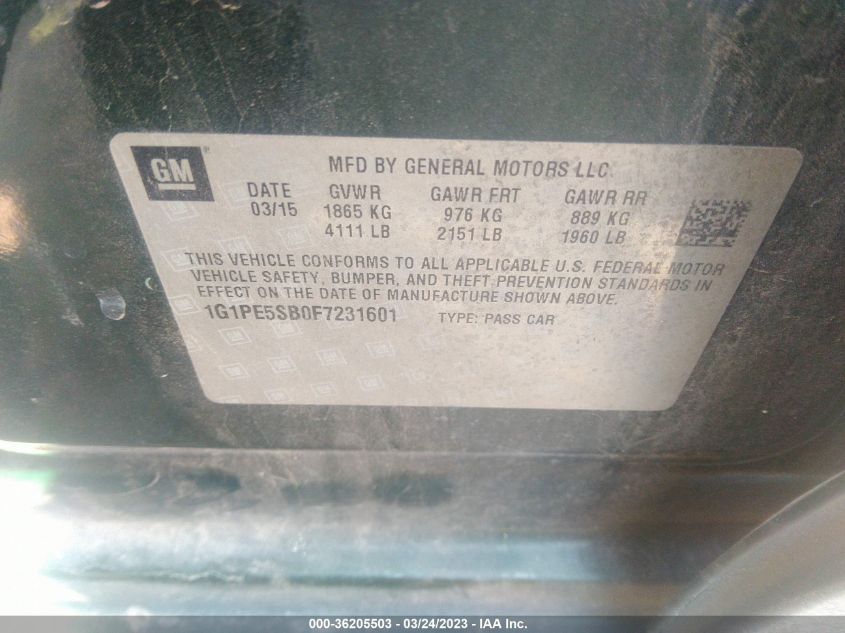 GM
MFD BY GENERAL MOTORS LLC
DATE GVWR GAWR FRT GAWR RR
03/15 1865 KG 976 KG 889 KG
4111 LB 2151 LB 1960 LB
THIS VEHICLE CONFORMS TO ALL APPLICABLE U.S. FEDERAL MOTOR
VEHICLE SAFETY, BUMPER, AND THEFT PREVENTION STANDARDS IN
EFFECT ON THE DATE OF MANUFACTURE SHOWN ABOVE.
1G1PE5SB0F7231601 TYPE: PASS CAR
000-36205503 - 03/24/2023 - IAA Inc.